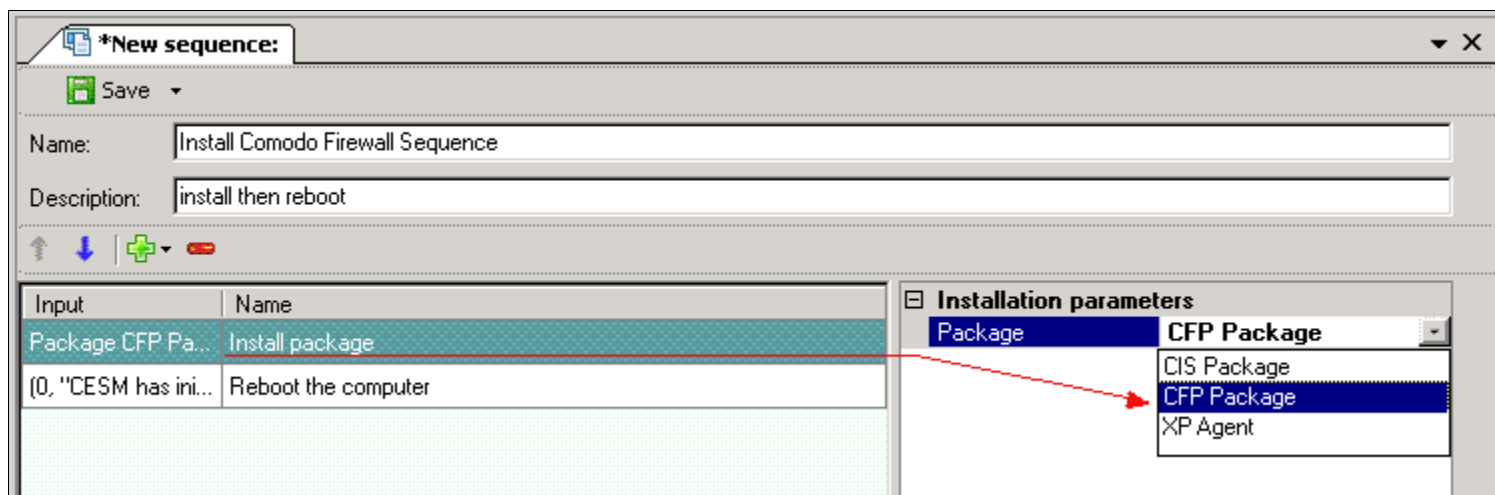 *New sequence:
Save
Name: Install Comodo Firewall Sequence
Description: install then reboot
Input Name
Package CFP Pa... Install package
(0, "CESM has ini... Reboot the computer
Installation parameters
Package CFP Package
CIS Package
CFP Package
XP Agent